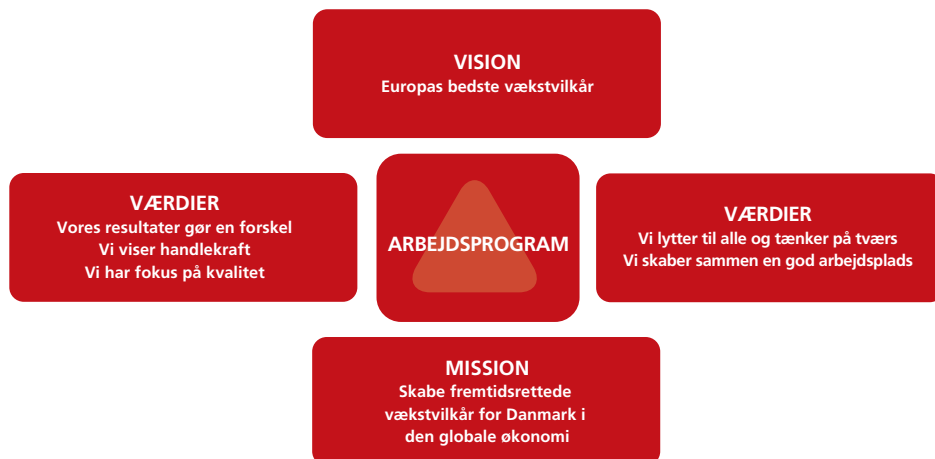 VISION
Europas bedste vækstvilkår
VÆRDIER
Vores resultater gør en forskel
Vi viser handlekraft
Vi har fokus på kvalitet
ARBEJDSPROGRAM
VÆRDIER
Vi lytter til alle og tænker på tværs
Vi skaber sammen en god arbejdsplads
MISSION
Skabe fremtidsrettede
vækstvilkår for Danmark i
den globale økonomi